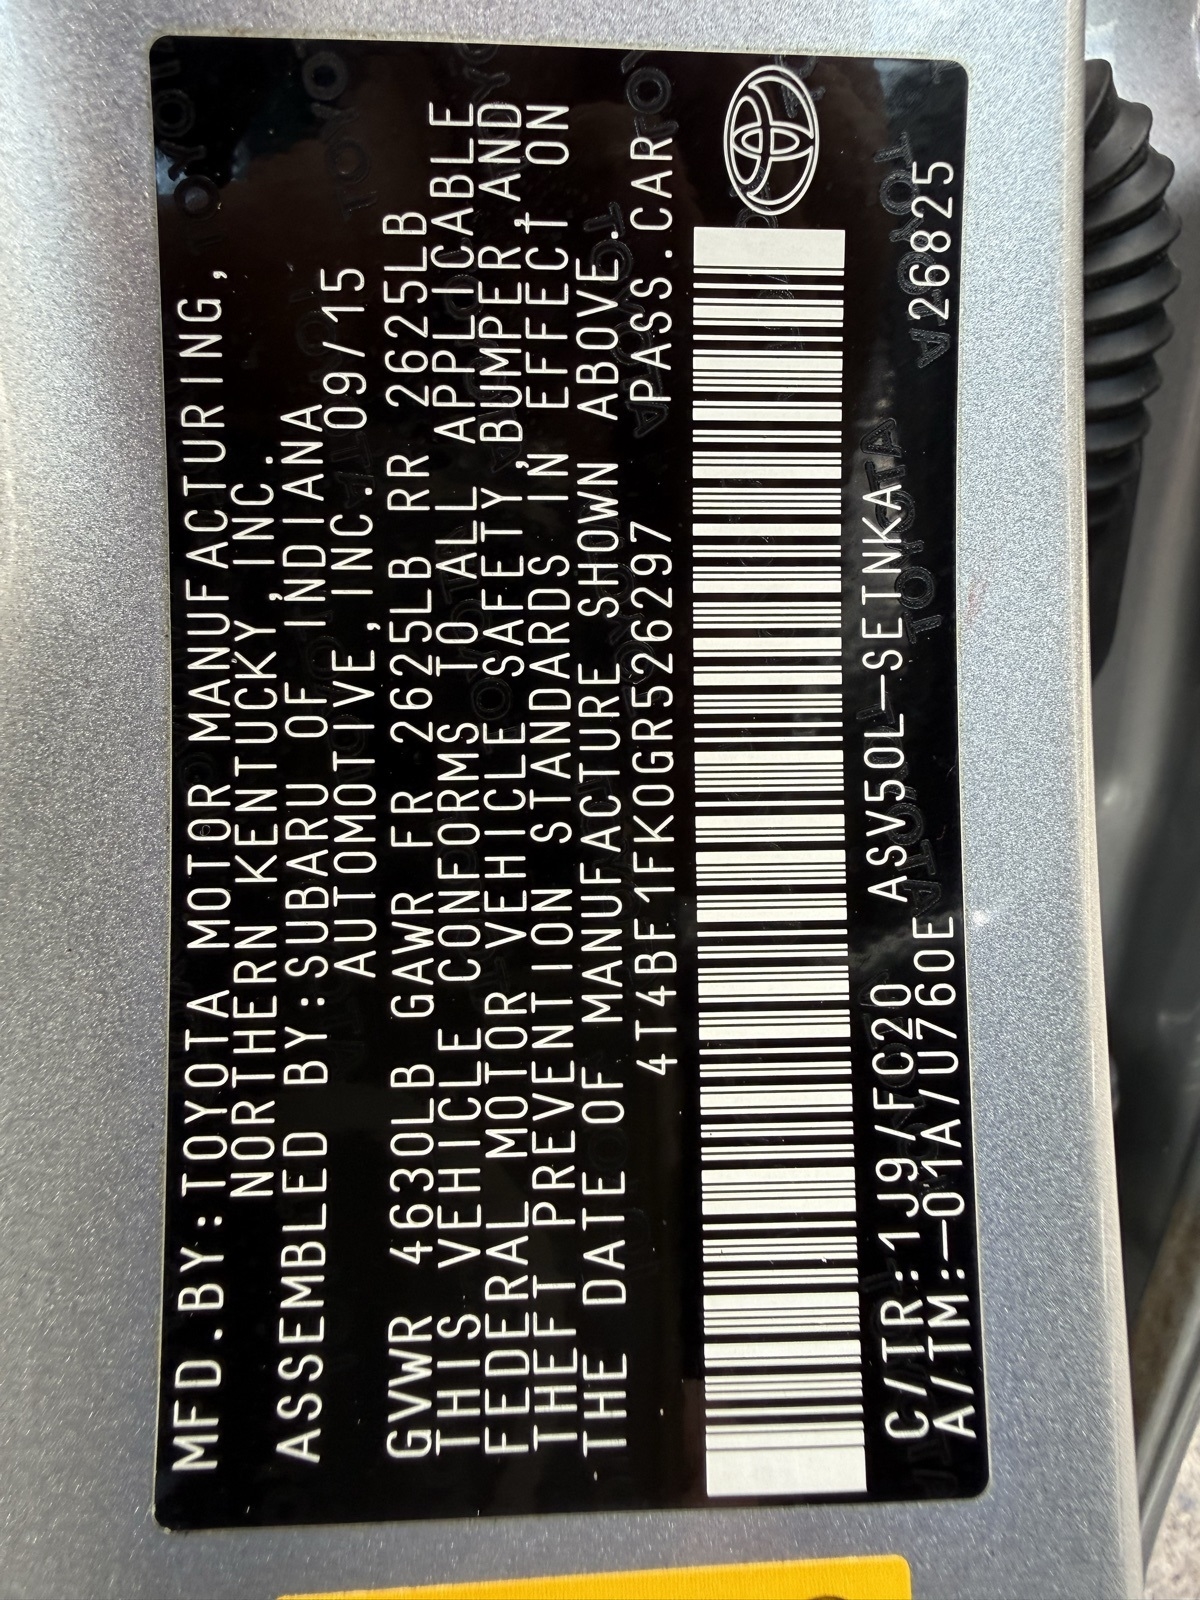 MFD.BY:TOYOTA MOTOR MANUFACTURING,
NORTHERN KENTUCKY,INC.
ASSEMBLED BY:SUBARU OF INDIANA
AUTOMOTIVE,INC. 09/15
GVWR 4630LB GAWR FR 2625LB RR 2625LB
THIS VEHICLE CONFORMS TO ALL APPLICABLE
FEDERAL MOTOR VEHICLE SAFETY,BUMPER,AND
THEFT PREVENTION STANDARDS IN EFFECT ON
THE DATE OF MANUFACTURE SHOWN ABOVE.
4T4BF1FK0GR526297 PASS.CAR
C/TR:1J9/FC20 ASV50L-SETNKA
A/TM:-01A/U760E 26825